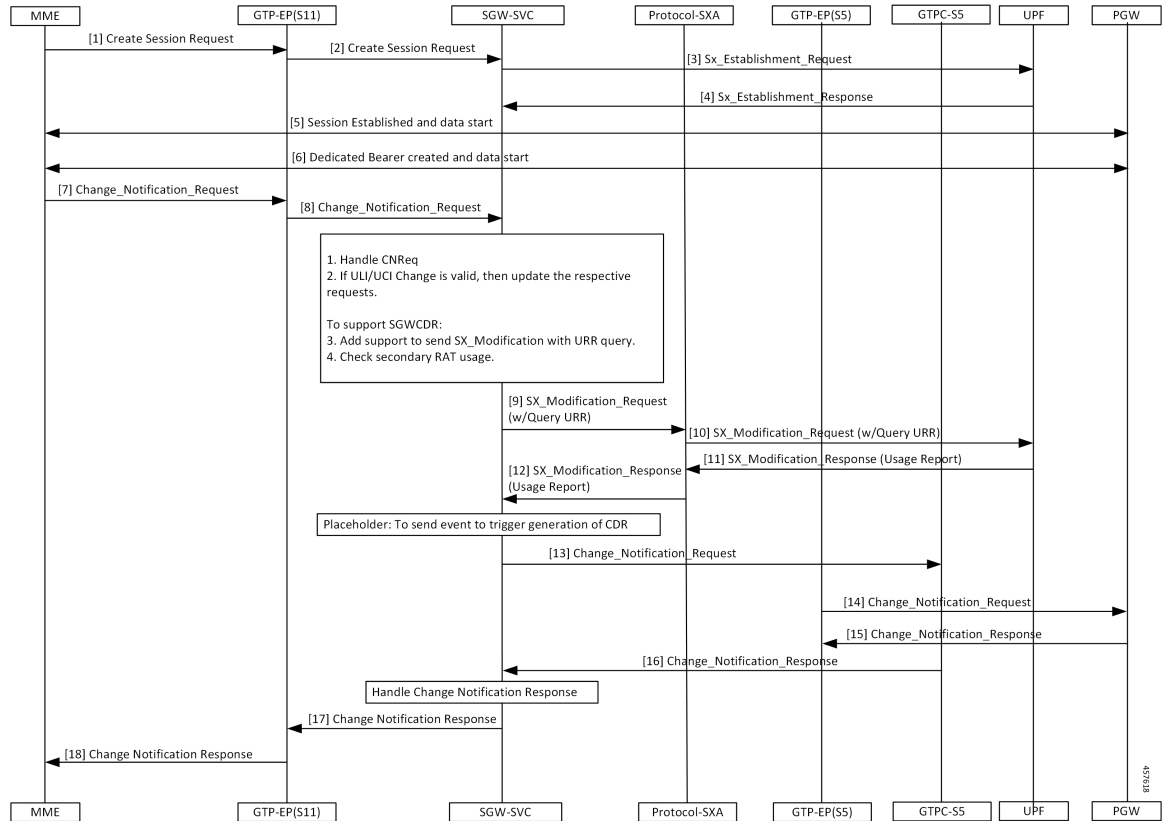 MME
GTP-EP(S11)
SGW-SVC
Protocol-SXA
GTP-EP(S5)
GTPC-S5
UPF
PGW
[1] Create Session Request
[2] Create Session Request
[3] Sx_Establishment_Request
[4] Sx_Establishment_Response
[5] Session Established and data start
[6] Dedicated Bearer created and data start
[7] Change_Notification_Request
[8] Change_Notification_Request
1. Handle CNReq
2. If ULI/UCI Change is valid, then update the respective
requests.
To support SGWCDR:
3. Add support to send SX_Modification with URR query.
4. Check secondary RAT usage.
[9] SX_Modification_Request
(w/Query URR)
[10] SX_Modification_Request (w/Query URR)
[11] SX_Modification_Response (Usage Report)
[12] SX_Modification_Response
(Usage Report)
Placeholder: To send event to trigger generation of CDR
[13] Change_Notification_Request
[14] Change_Notification_Request
[15] Change_Notification_Response
[16] Change_Notification_Response
Handle Change Notification Response
[17] Change Notification Response
[18] Change Notification Response
457618
MME
GTP-EP(S11)
SGW-SVC
Protocol-SXA
GTP-EP(S5)
GTPC-S5
UPF
PGW